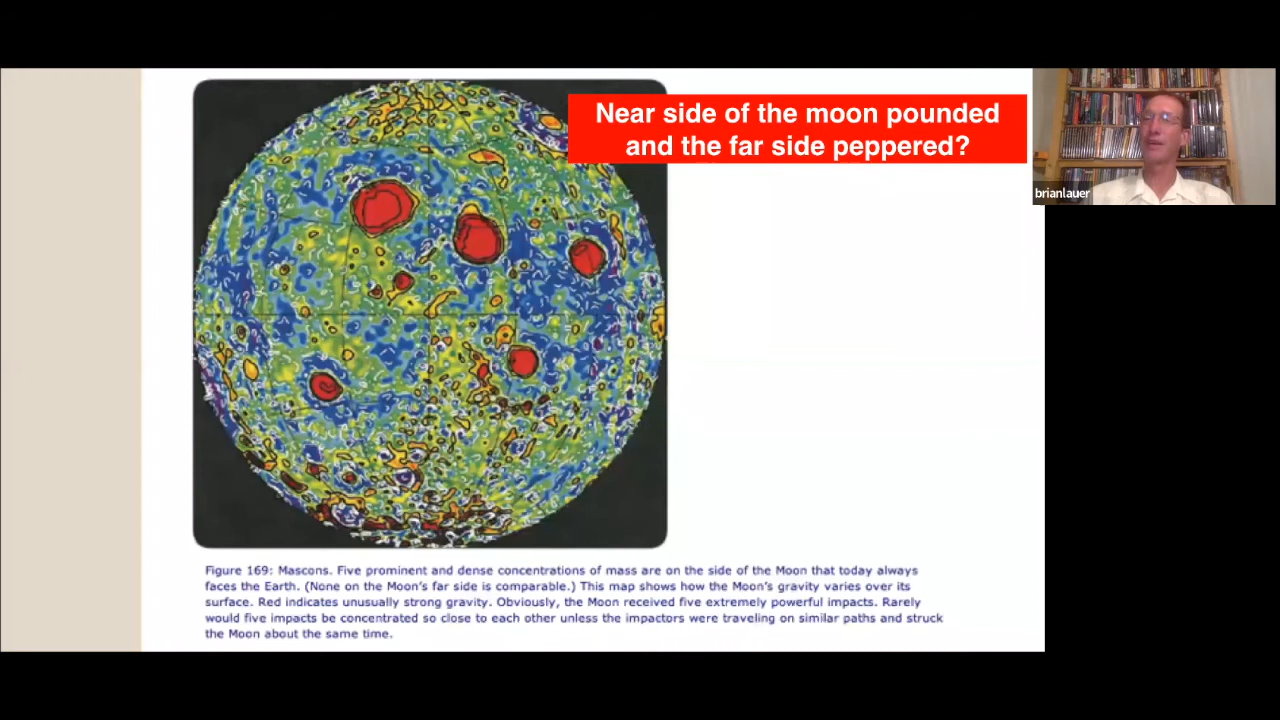 Near side of the moon pounded
and the far side peppered?
brianlauer
Figure 169: Mascons. Five prominent and dense concentrations of mass are on the side of the Moon that today always
faces the Earth. (None on the Moon's far side is comparable.) This map shows how the Moon's gravity varies over its
surface. Red indicates unusually strong gravity. Obviously, the Moon received five extremely powerful impacts. Rarely
would five impacts be concentrated so close to each other unless the impactors were traveling on similar paths and struck
the Moon about the same time.